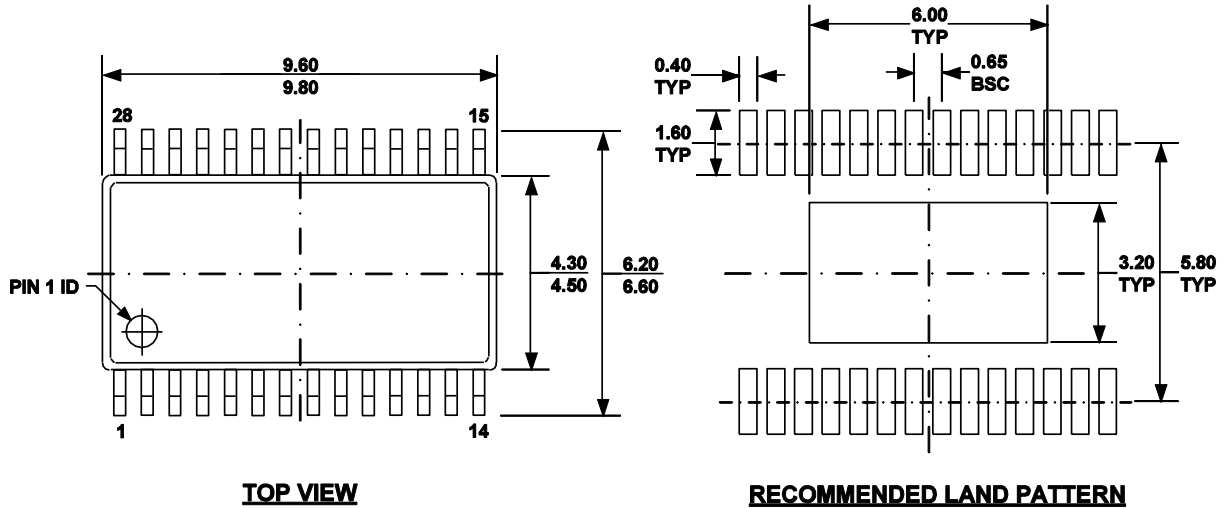 9.60
9.80
28
15
4.30
4.50
6.20
6.60
PIN 1 ID
1
14
TOP VIEW
6.00
TYP
0.40
TYP
0.65
BSC
1.60
TYP
3.20
TYP
5.80
TYP
RECOMMENDED LAND PATTERN